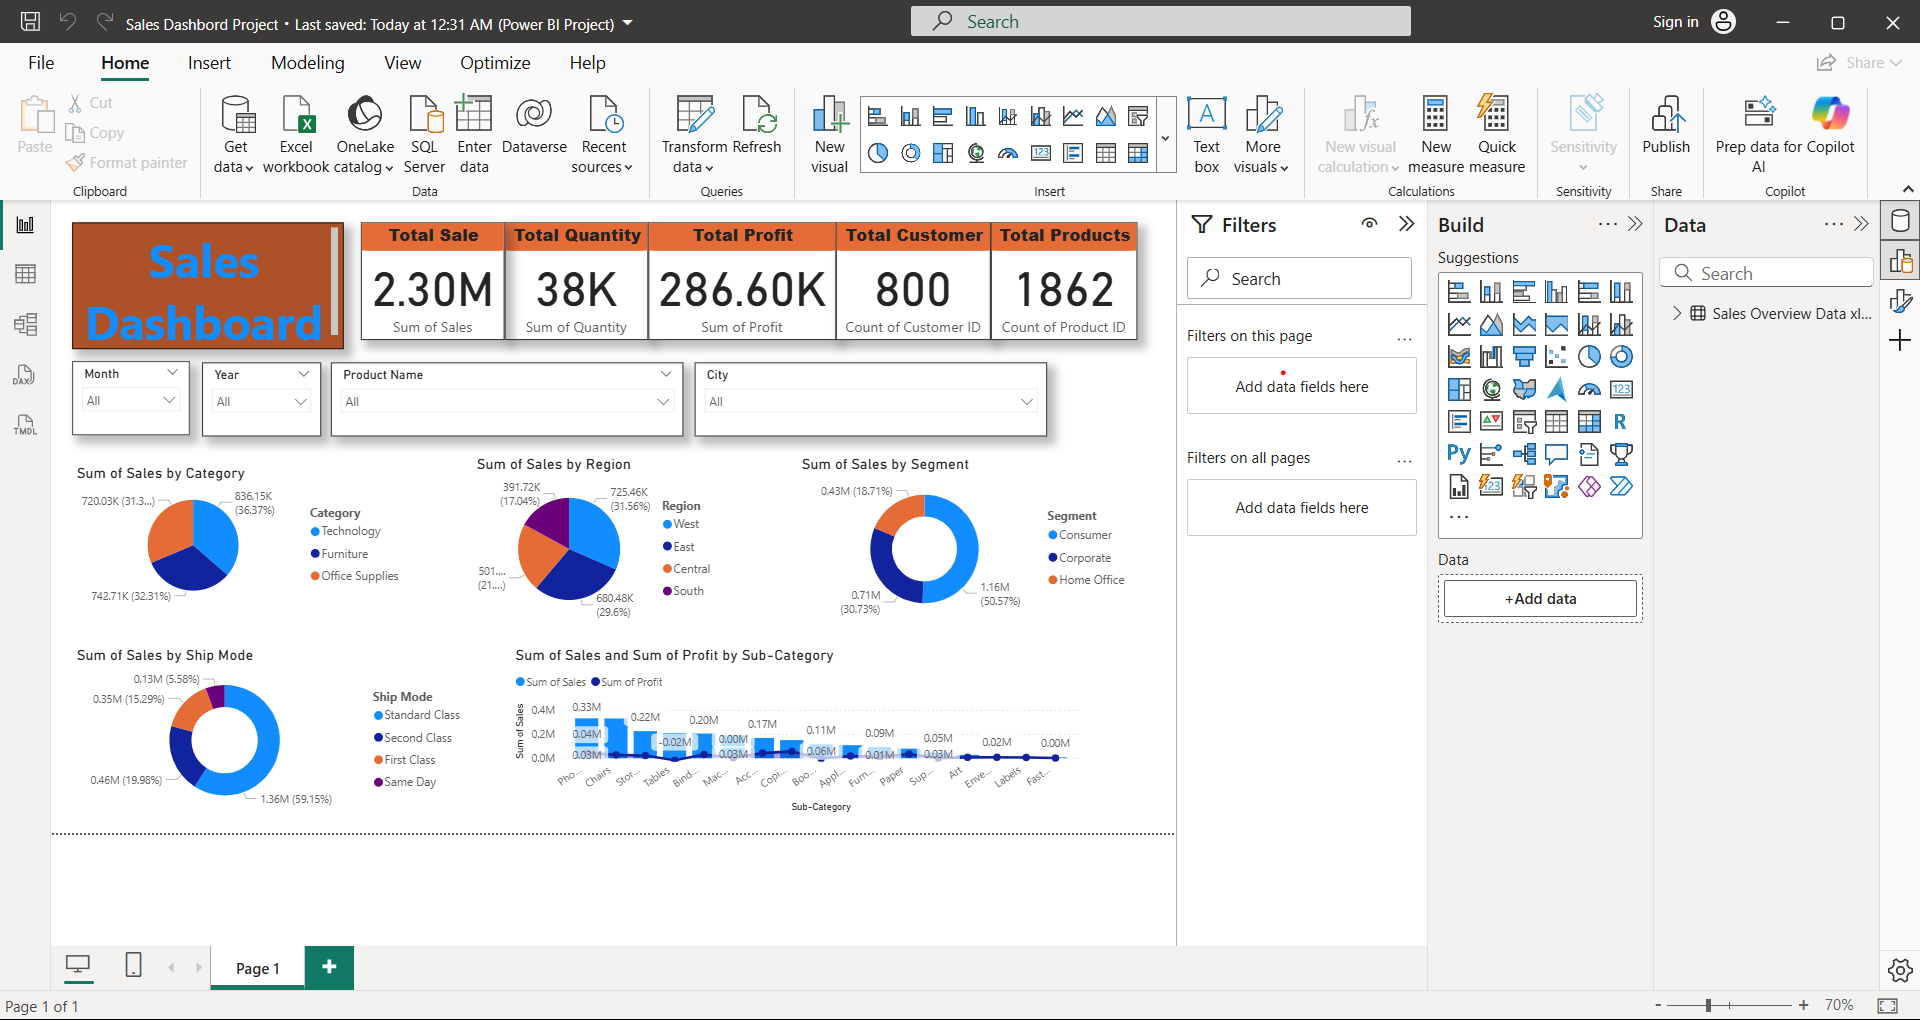 Sales Dashbord Project • Last saved: Today at 12:31 AM (Power BI Project)
Search
Sign in
File
Home
Insert
Modeling
View
Optimize
Help
Share
Paste
Cut
Copy
Format painter
Clipboard
Get data
Excel workbook
OneLake catalog
SQL Server
Enter data
Dataverse
Recent sources
Data
Transform data
Refresh
Queries
New visual
Text box
More visuals
Insert
New visual calculation
New measure
Quick measure
Calculations
Sensitivity
Sensitivity
Publish
Share
Prep data for AI
Copilot
Copilot
DAX
TMDL
Sales
Dashboard
Total Sale
2.30M
Sum of Sales
Total Quantity
38K
Sum of Quantity
Total Profit
286.60K
Sum of Profit
Total Customer
800
Count of Customer ID
Total Products
1862
Count of Product ID
Month
All
Year
All
Product Name
All
City
All
Sum of Sales by Category
720.03K (31.3...)
836.15K
(36.37%)
742.71K (32.31%)
Category
Technology
Furniture
Office Supplies
Sum of Sales by Region
391.72K
(17.04%)
725.46K
(31.56%)
501....
(21....)
680.48K
(29.6%)
Region
West
East
Central
South
Sum of Sales by Segment
0.43M (18.71%)
0.71M
(30.73%)
1.16M
(50.57%)
Segment
Consumer
Corporate
Home Office
Sum of Sales by Ship Mode
0.13M (5.58%)
0.35M (15.29%)
0.46M (19.98%)
1.36M (59.15%)
Ship Mode
Standard Class
Second Class
First Class
Same Day
Sum of Sales and Sum of Profit by Sub-Category
Sum of Sales
Sum of Profit
Sum of Sales
0.4M
0.2M
0.0M
0.33M
0.22M
0.20M
0.17M
0.11M
0.09M
0.05M
0.02M
0.00M
0.04M
-0.02M
0.00M
0.03M
0.03M
0.06M
0.01M
0.03M
Pho...
Chairs
Stor...
Tables
Bind...
Mac...
Acc...
Copi...
Boo...
Appl...
Furn...
Paper
Sup...
Art
Enve...
Labels
Fast...
Sub-Category
Filters
Search
Filters on this page
...
Add data fields here
Filters on all pages
...
Add data fields here
Build
...
Suggestions
123
R
Py
123
...
Data
+Add data
Data
...
Search
Sales Overview Data xl...
Page 1
Page 1 of 1
- +
70%